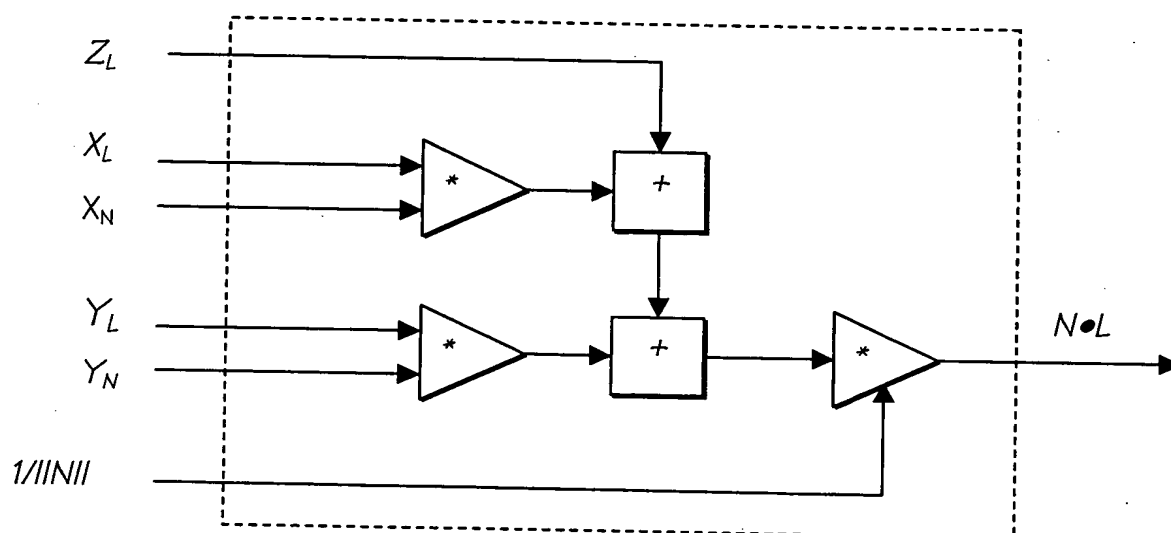 Z_L
X_L
*
+
X_N
Y_L
*
+
*
N•L
Y_N
1/||N||